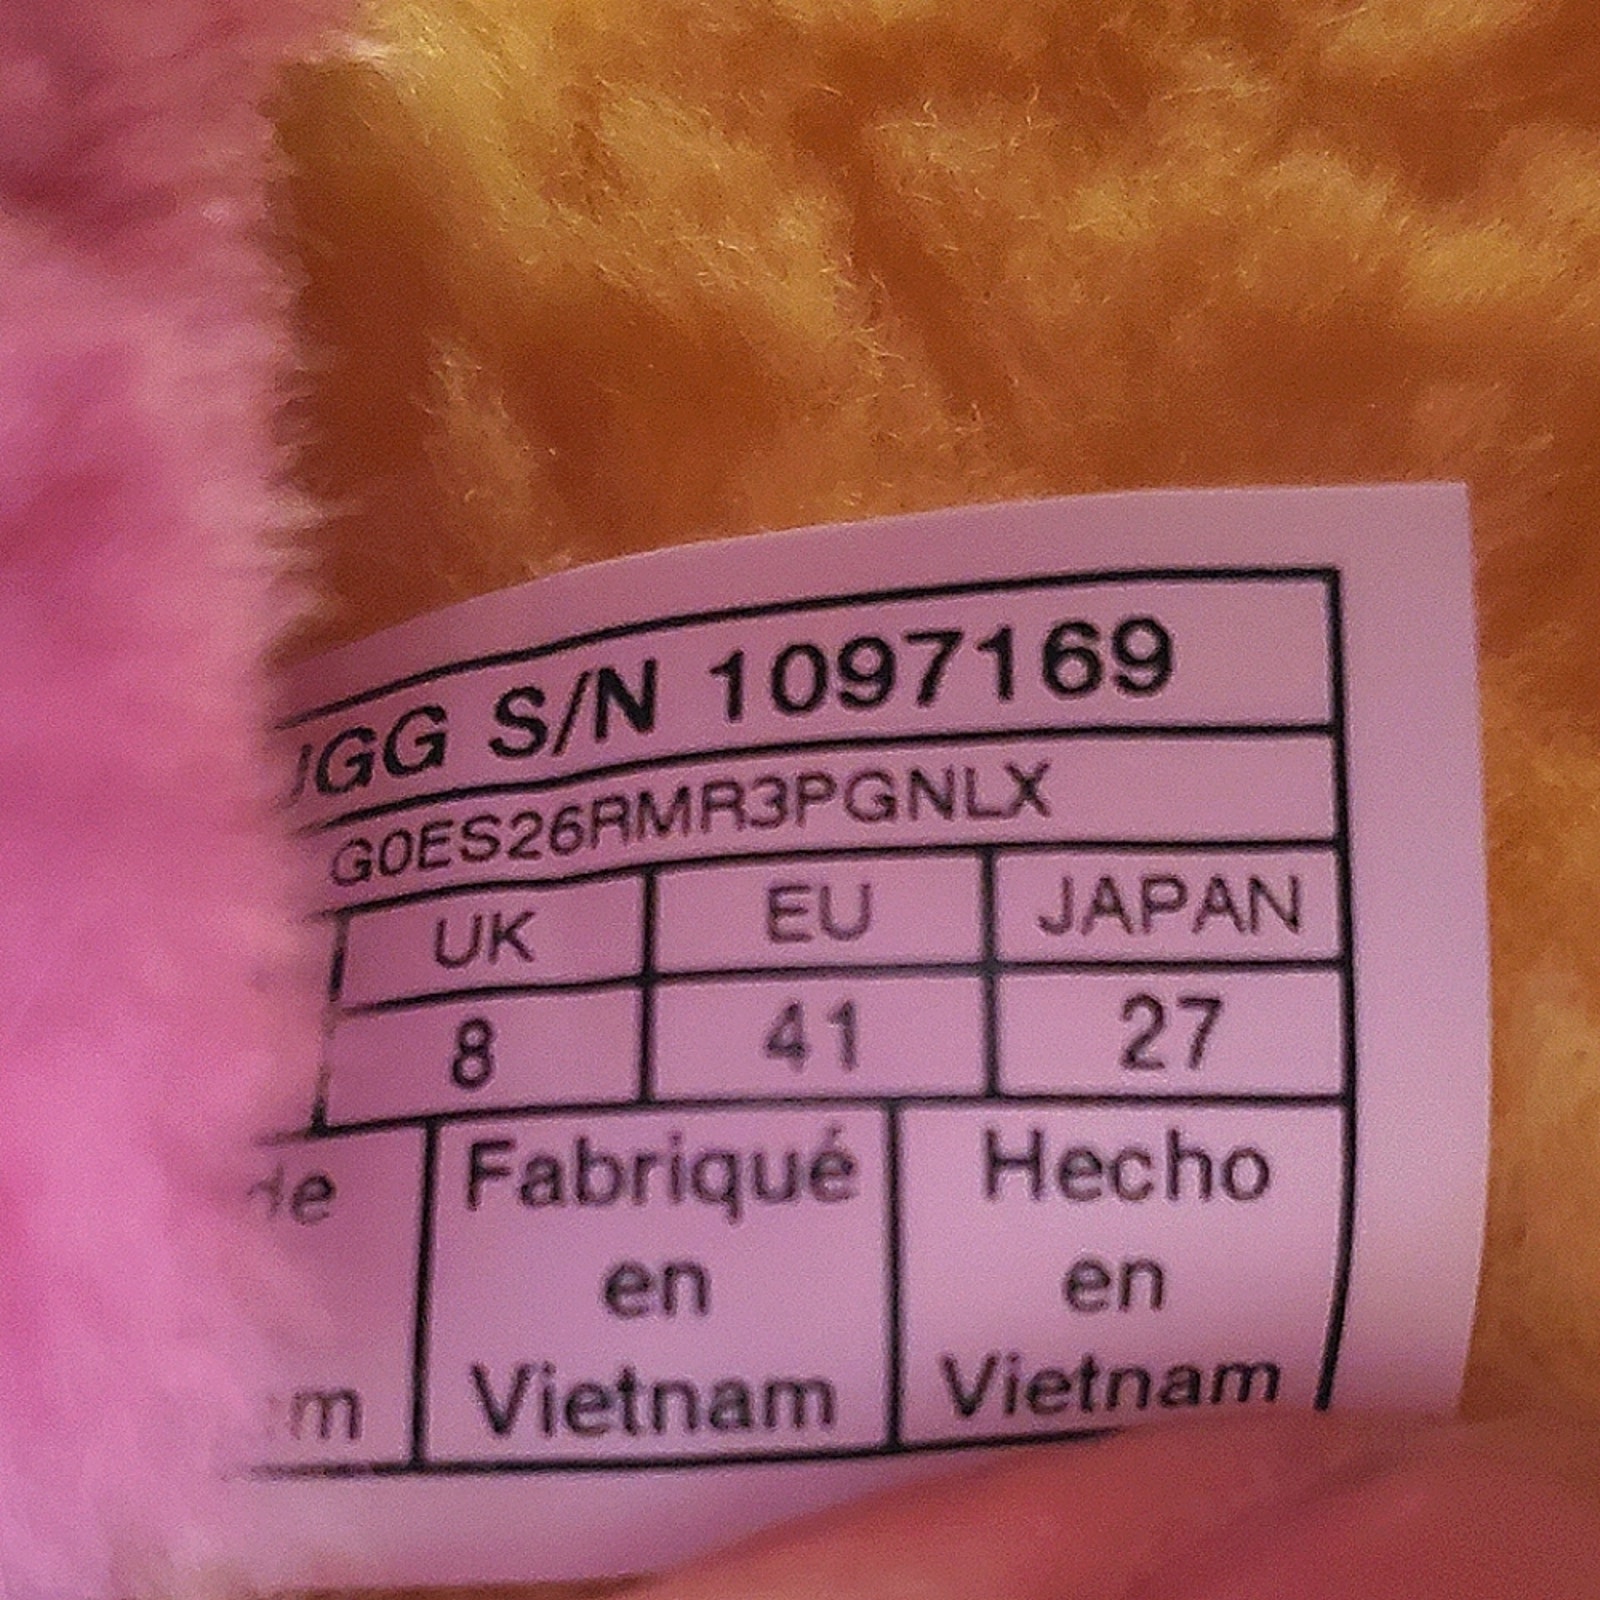 UGG S/N 1097169
G0ES26RMR3PGNLX
UK EU JAPAN
8 41 27
Fabriqué Hecho
en en
Vietnam Vietnam